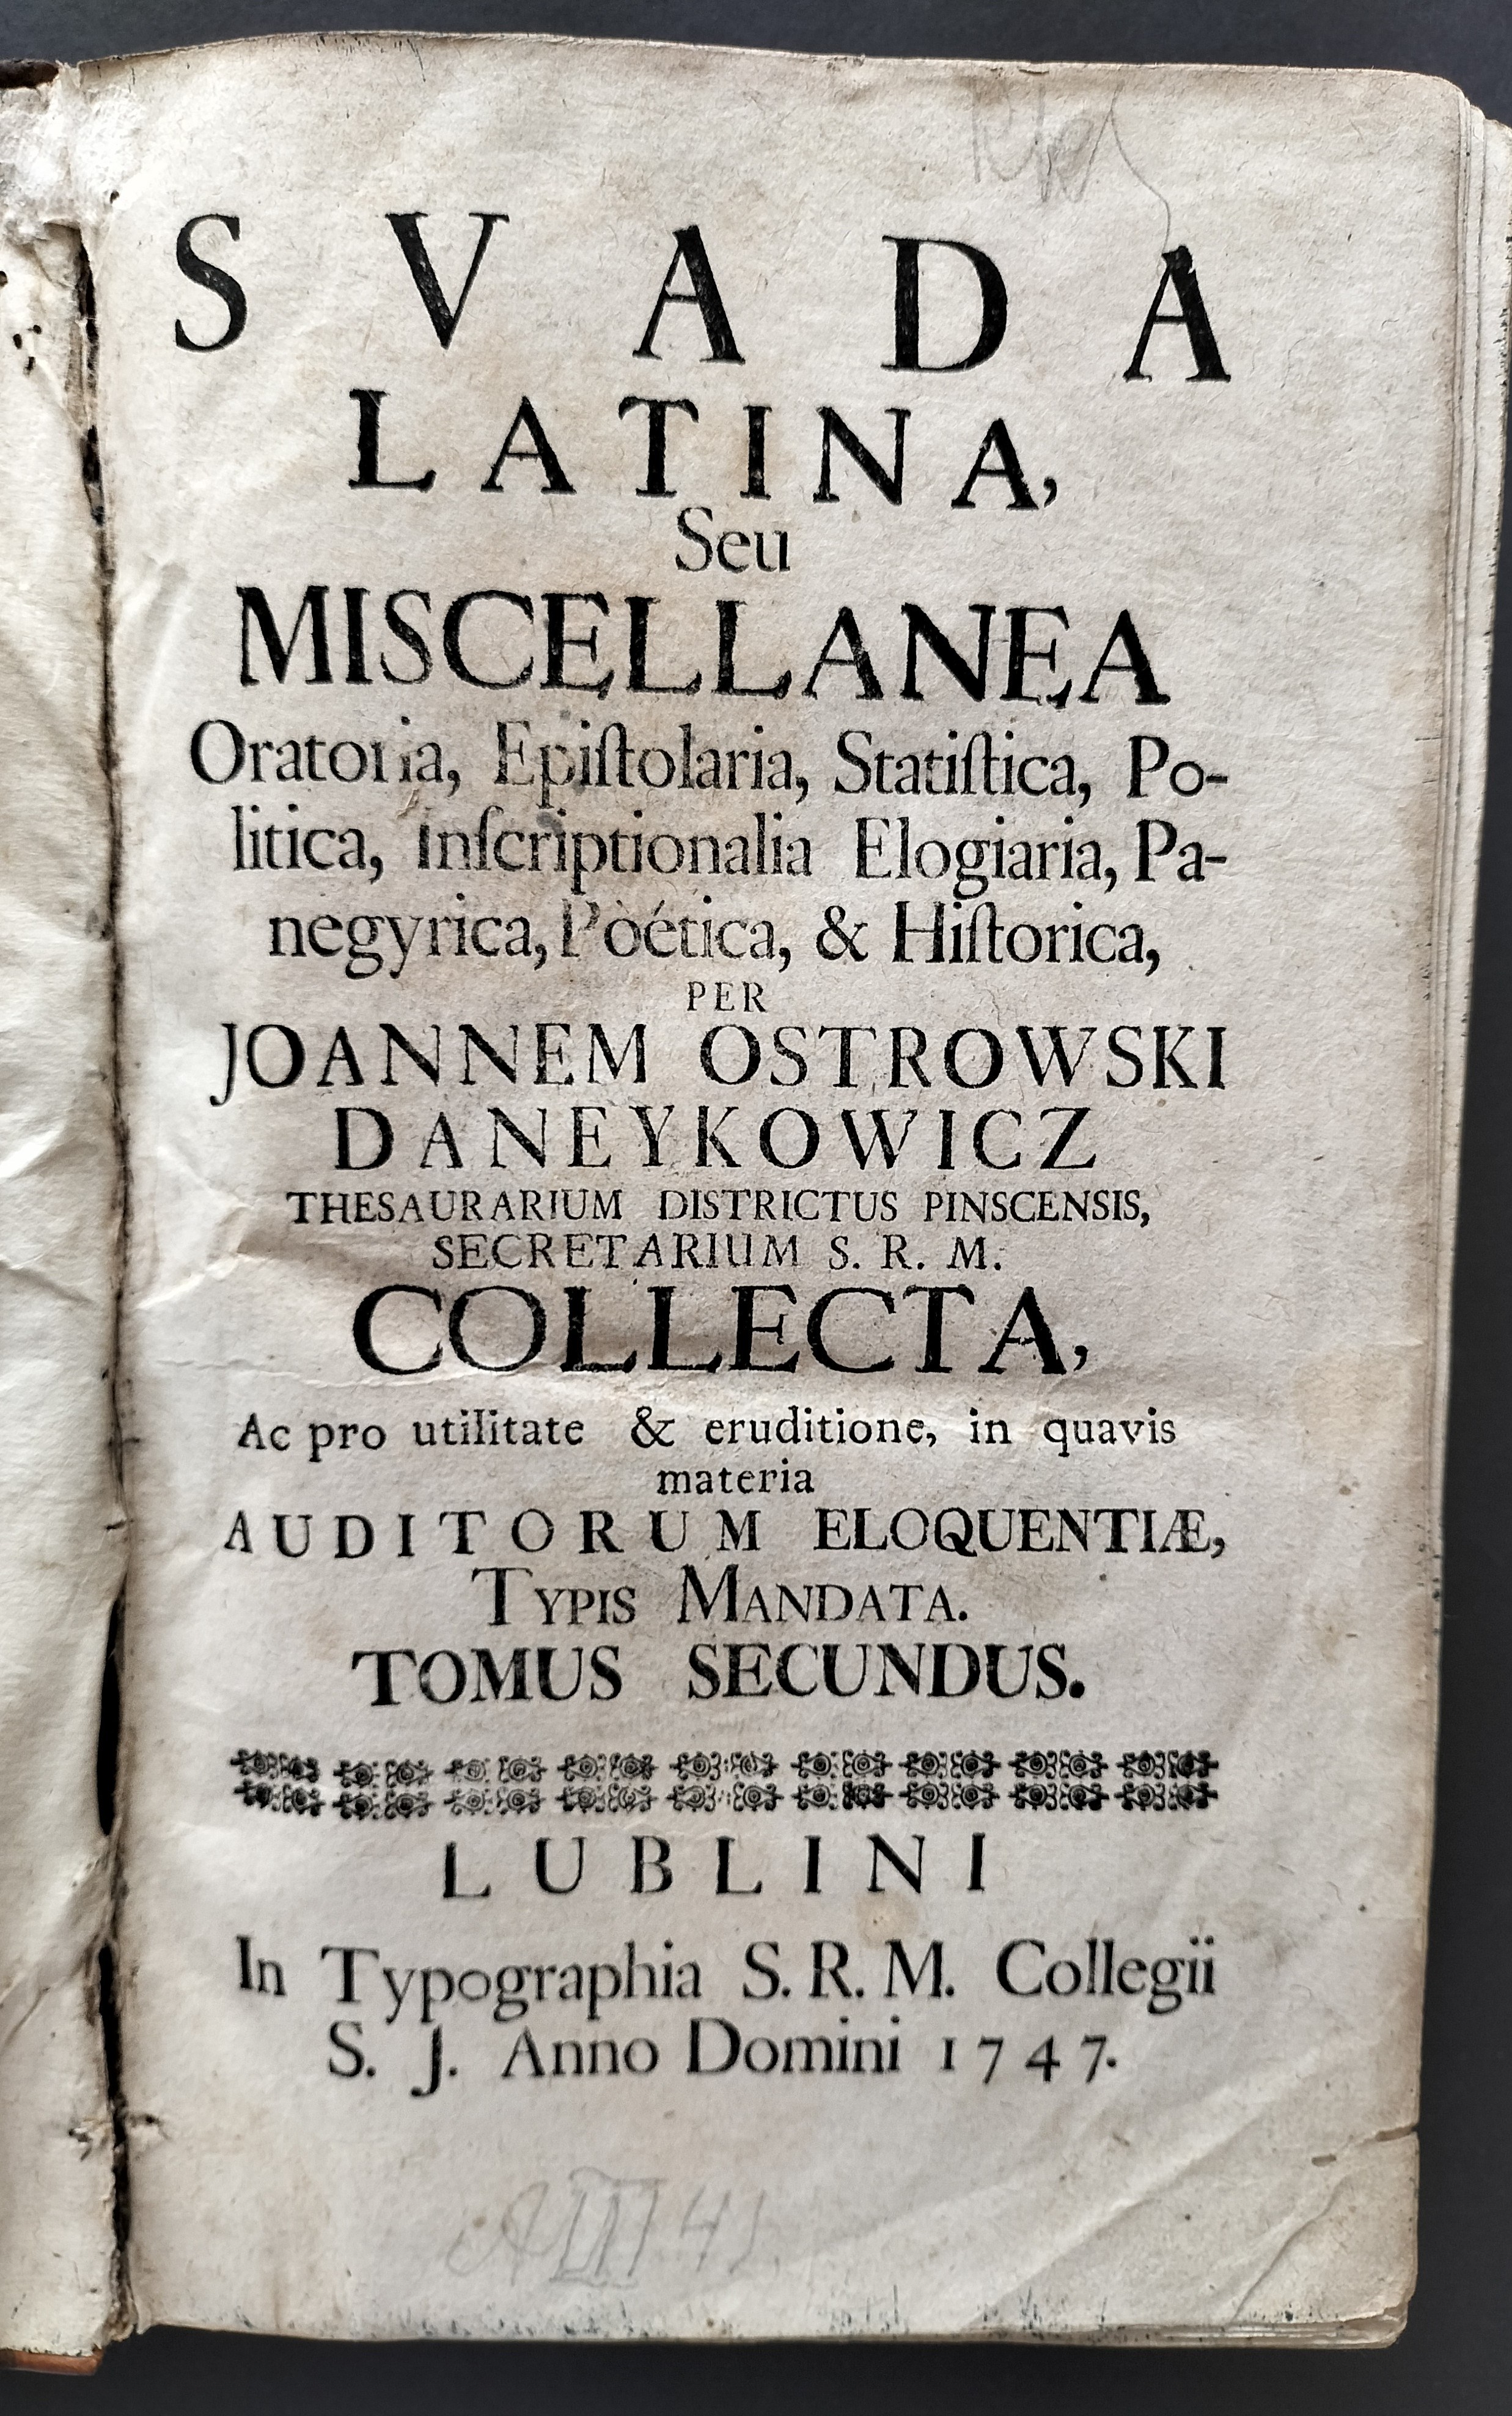 SVADA
LATINA,
Seu
MISCELLANEA
Oratoria, Epiſtolaria, Statiſtica, Po-
litica, Inſcriptionalia Elogiaria, Pa-
negyrica, Pòética, & Hiſtorica,
PER
JOANNEM OSTROWSKI
DANEYKOWICZ
THESAURARIUM DISTRICTUS PINSCENSIS,
SECRETARIUM S. R. M.
COLLECTA,
Ac pro utilitate & eruditione, in quavis
materia
AUDITORUM ELOQUENTIÆ,
TYPIS MANDATA.
TOMUS SECUNDUS.
LUBLINI
In Typographia S. R. M. Collegii
S. J. Anno Domini 1747.